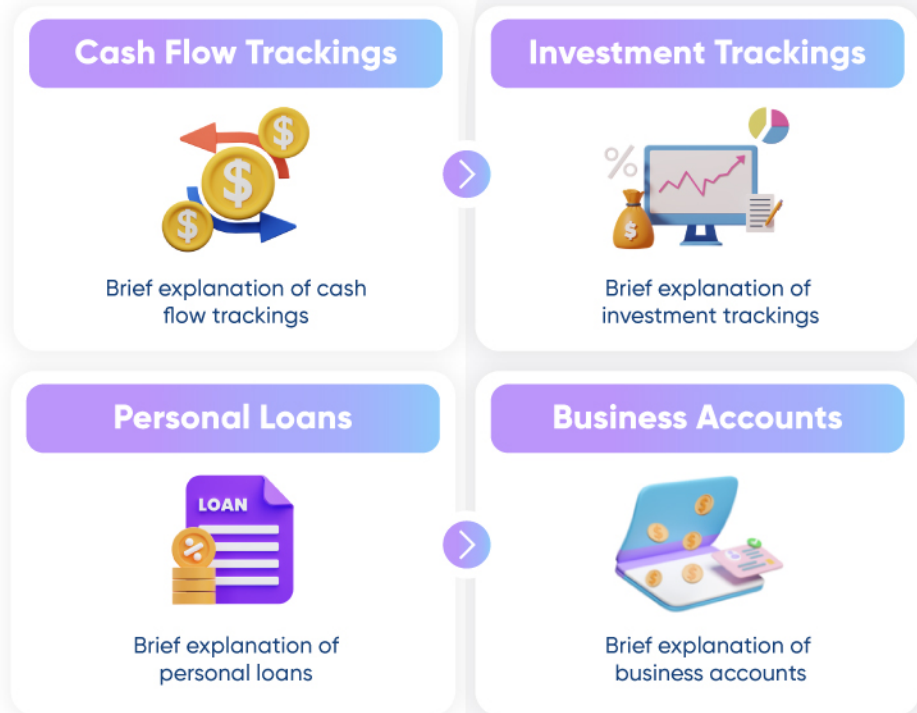 Cash Flow Trackings
Investment Trackings
$
$
$
%
$
Brief explanation of cash
flow trackings
Brief explanation of
investment trackings
Personal Loans
Business Accounts
LOAN
%
$
$
$
$
$
Brief explanation of
personal loans
Brief explanation of
business accounts